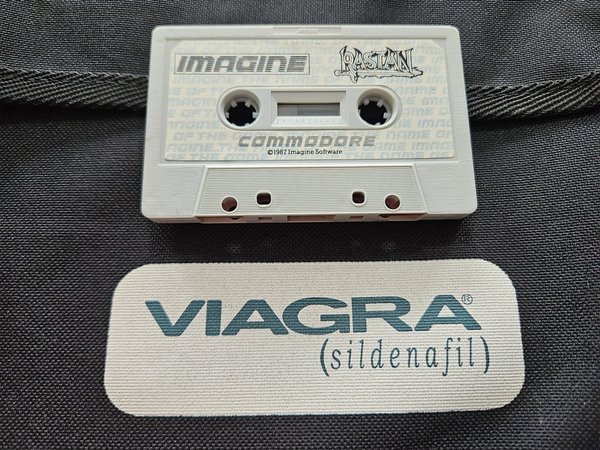 IMAGINE
RASTAN
COMMODORE
©1987 Imagine Software
VIAGRA®
(sildenafil)